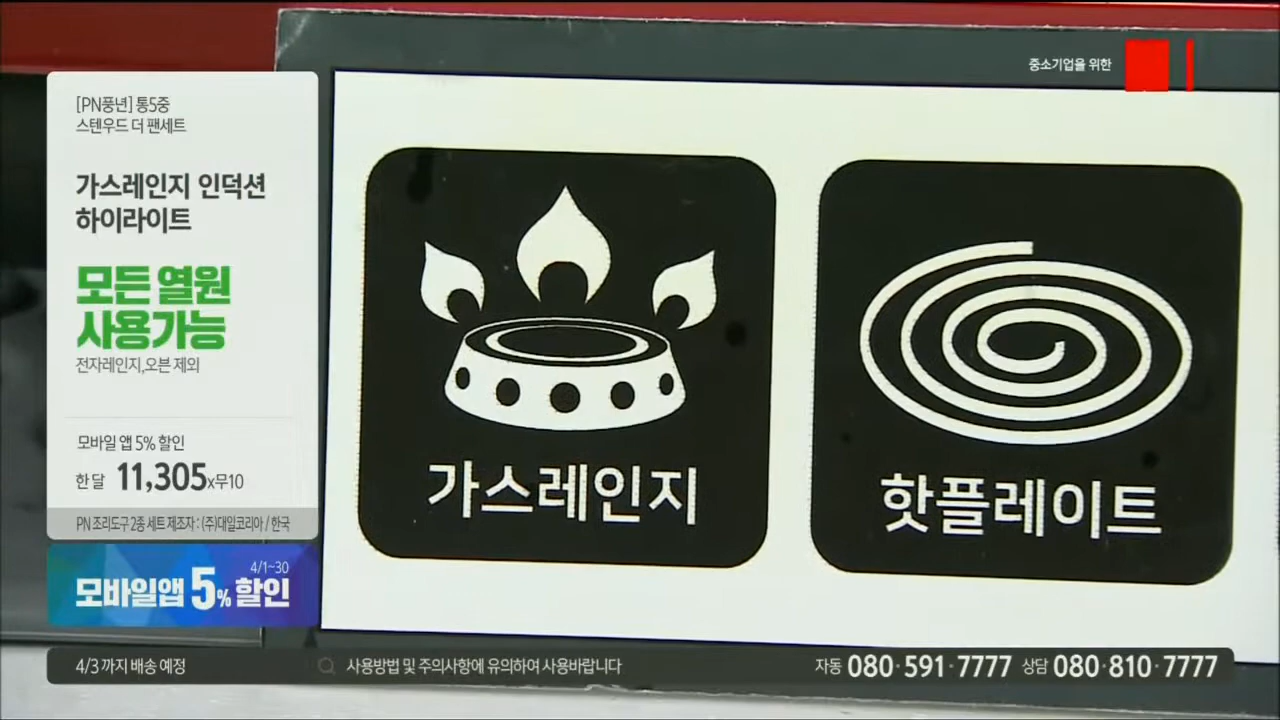 중소기업을 위한
[PN풍년] 통5중
스텐우드 더 팬세트
가스레인지 인덕션
하이라이트
모든 열원
사용가능
전자레인지,오븐 제외
모바일 앱 5% 할인
한 달 11,305x무10
PN 조리도구 2종 세트 제조자 : (주)대일코리아 / 한국
4/1~30
모바일앱 5% 할인
가스레인지
핫플레이트
4/3 까지 배송 예정
사용방법 및 주의사항에 유의하여 사용바랍니다
자동 080·591·7777 상담 080·810·7777